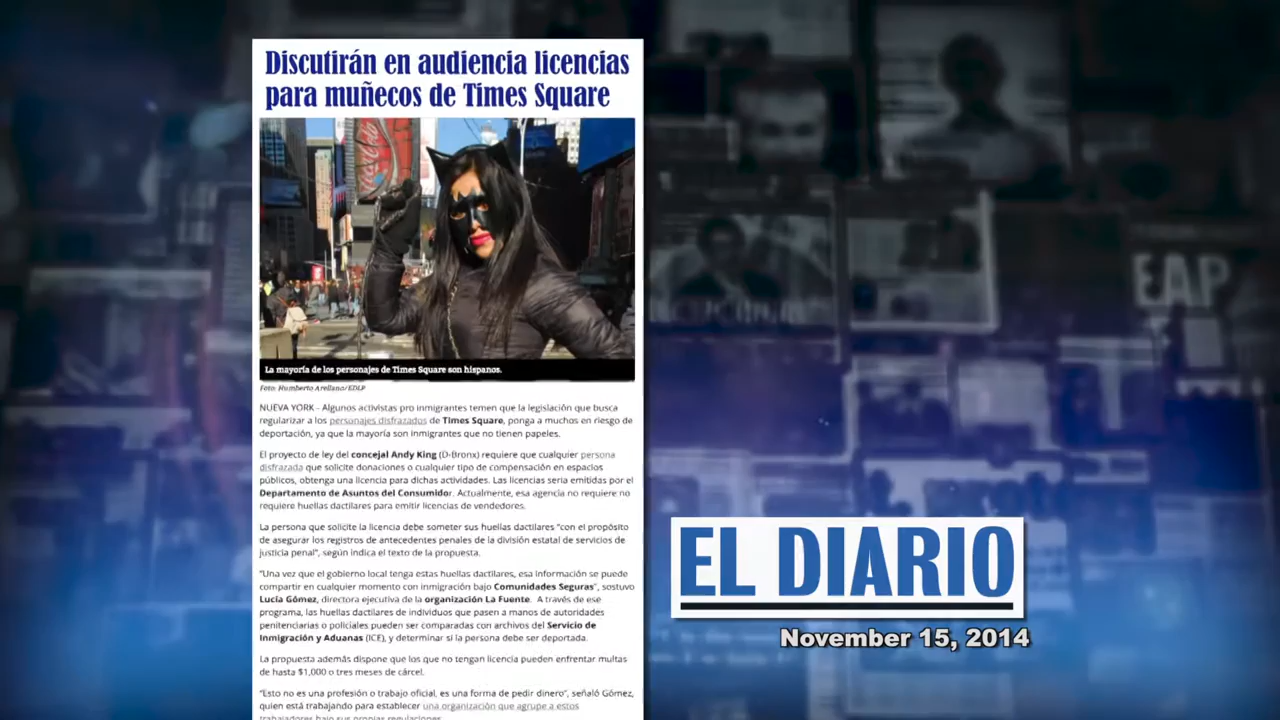 Discutirán en audiencia licencias
para muñecos de Times Square
Coca-Cola
La mayoría de los personajes de Times Square son hispanos.
Foto: Humberto Arellano/EDLP
NUEVA YORK - Algunos activistas pro inmigrantes temen que la legislación que busca
regularizar a los personajes disfrazados de Times Square, ponga a muchos en riesgo de
deportación, ya que la mayoría son inmigrantes que no tienen papeles.
El proyecto de ley del concejal Andy King (D-Bronx) requiere que cualquier persona
disfrazada que solicite donaciones o cualquier tipo de compensación en espacios
públicos, obtenga una licencia para dichas actividades. Las licencias sería emitidas por el
Departamento de Asuntos del Consumidor. Actualmente, esa agencia no requiere no
requiere huellas dactilares para emitir licencias de vendedores.
La persona que solicite la licencia debe someter sus huellas dactilares "con el propósito
de asegurar los registros de antecedentes penales de la división estatal de servicios de
justicia penal", según indica el texto de la propuesta.
"Una vez que el gobierno local tenga estas huellas dactilares, esa información se puede
compartir en cualquier momento con inmigración bajo Comunidades Seguras", sostuvo
Lucía Gómez, directora ejecutiva de la organización La Fuente. A través de ese
programa, las huellas dactilares de individuos que pasen a manos de autoridades
penitenciarias o policiales pueden ser comparadas con archivos del Servicio de
Inmigración y Aduanas (ICE), y determinar si la persona debe ser deportada.
La propuesta además dispone que los que no tengan licencia pueden enfrentar multas
de hasta $1,000 o tres meses de cárcel.
"Esto no es una profesión o trabajo oficial, es una forma de pedir dinero", señaló Gómez,
quien está trabajando para establecer una organización que agrupe a estos
trabajadores bajo sus propias regulaciones.
EAP
EL DIARIO
November 15, 2014